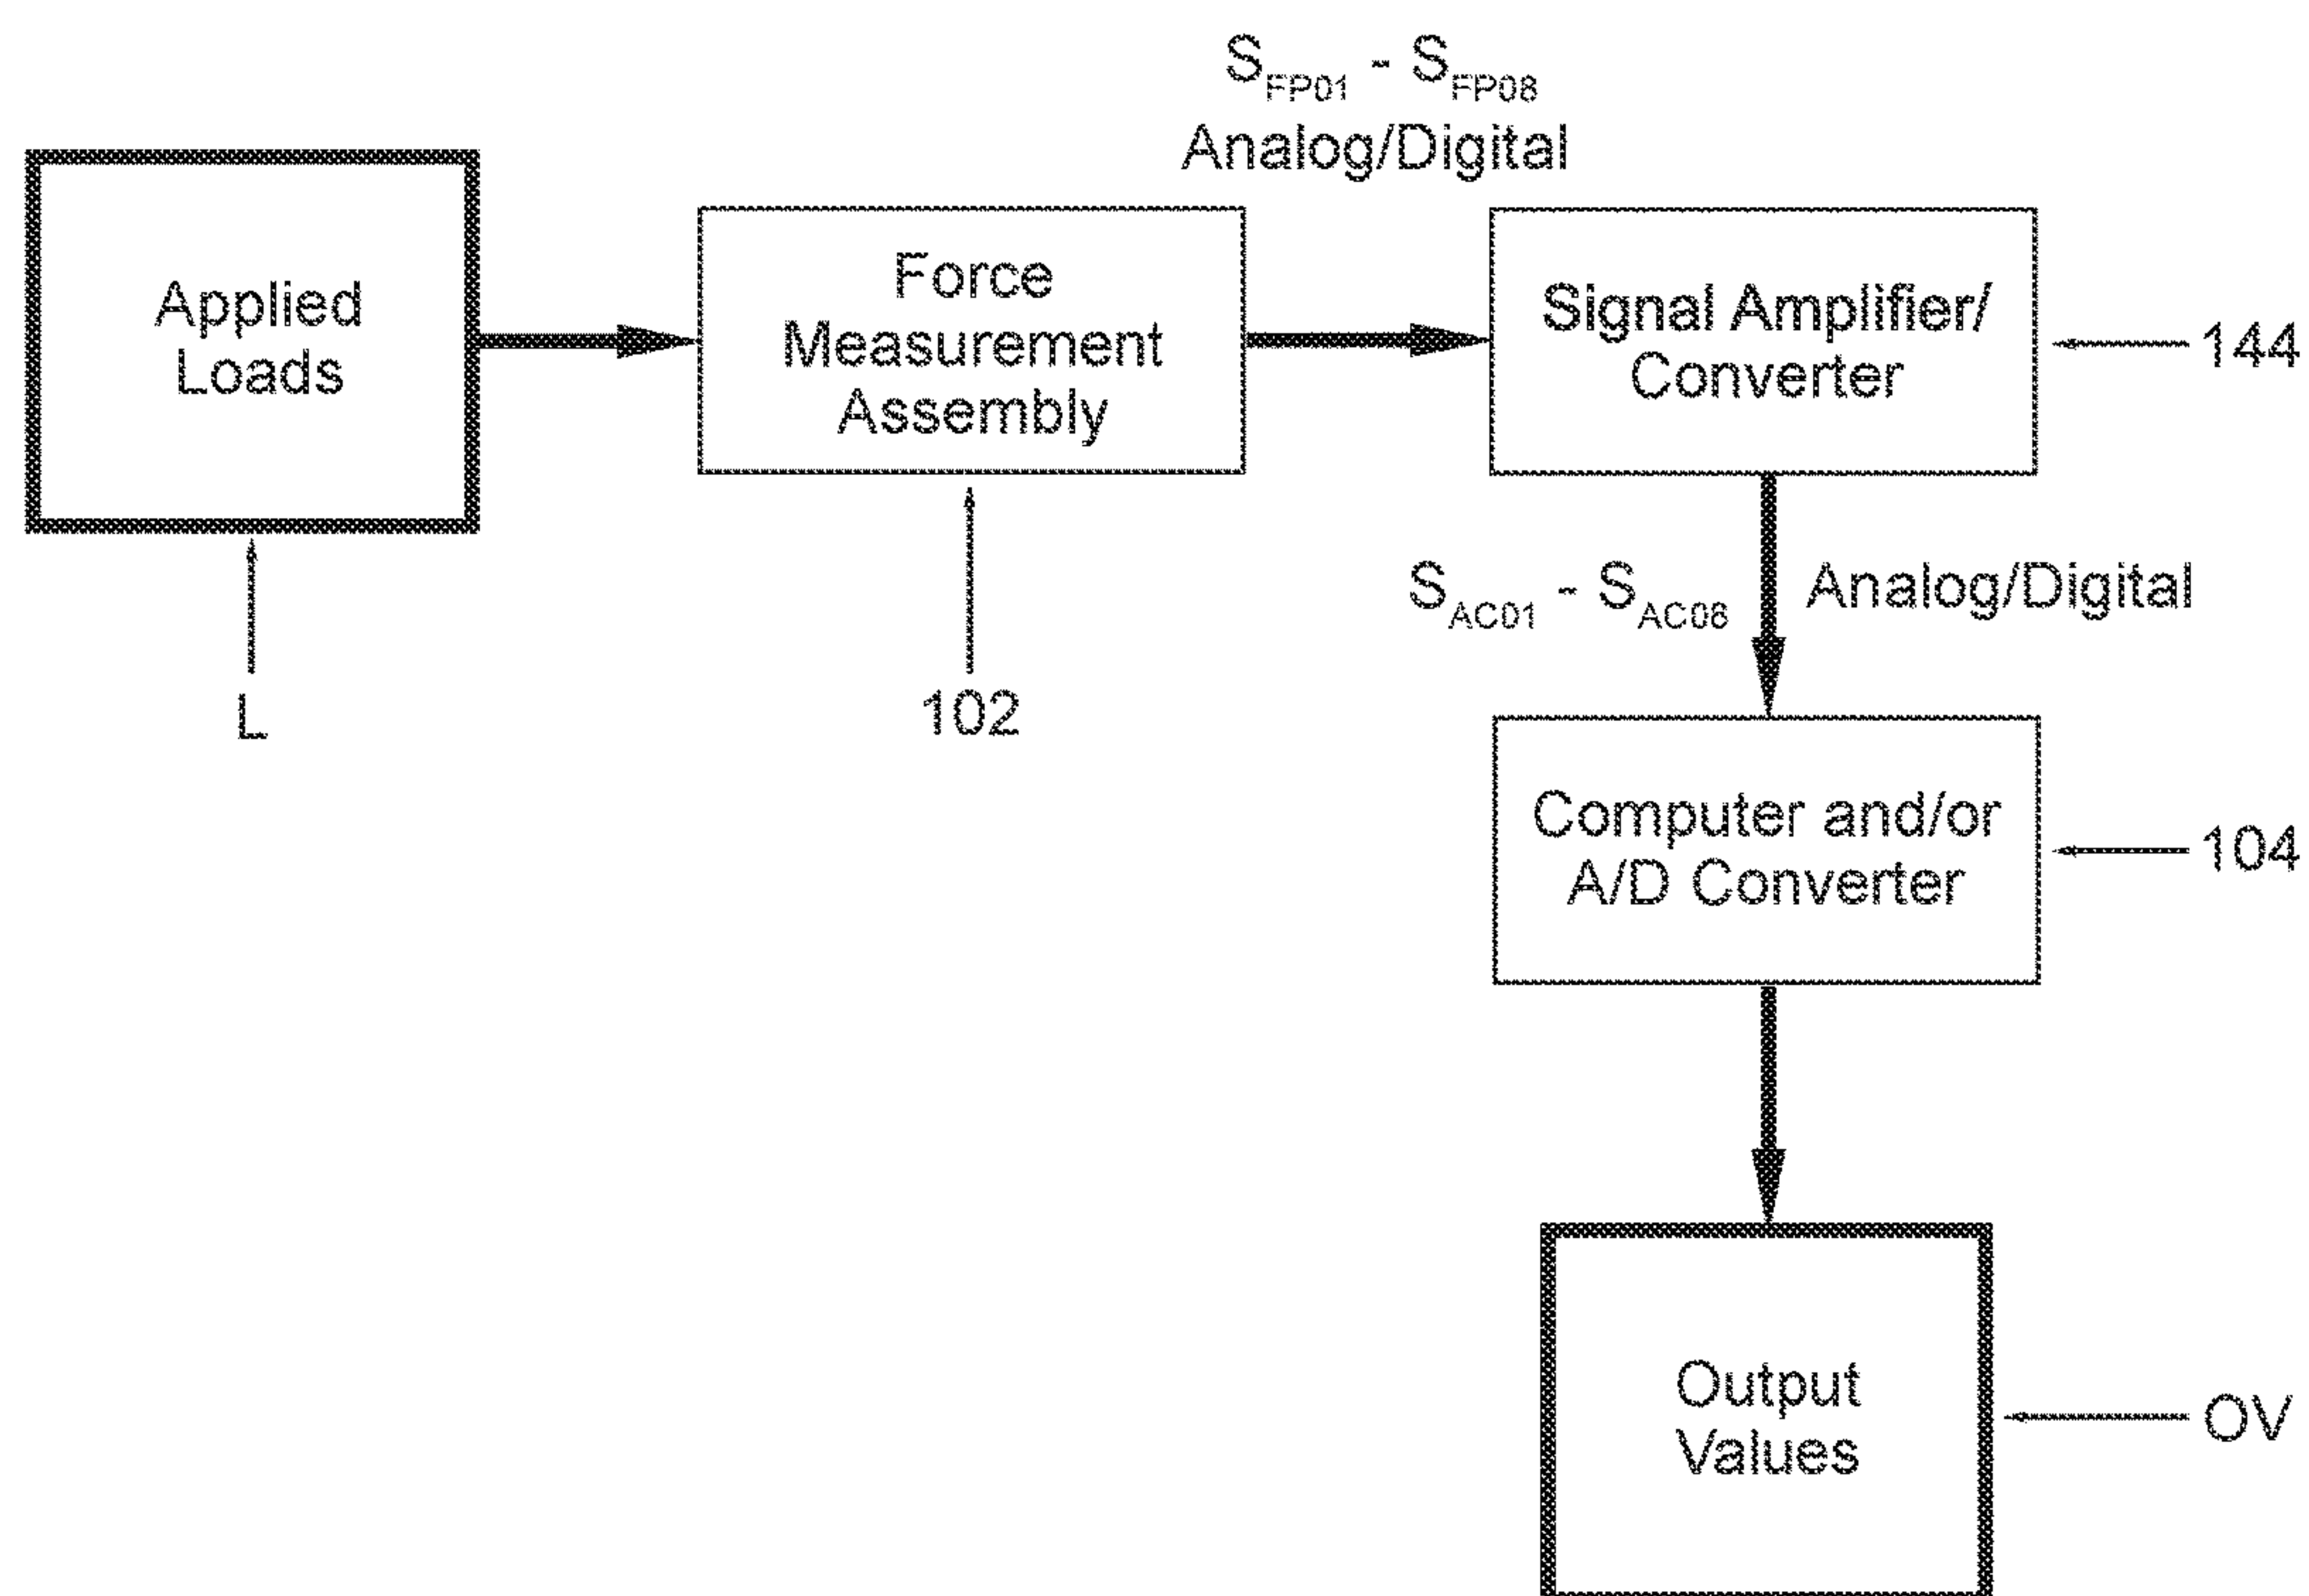 S_FP01 - S_FP08
Analog/Digital
Applied
Loads
Force
Measurement
Assembly
Signal Amplifier/
Converter
144
L
102
S_AC01 - S_AC08
Analog/Digital
Computer and/or
A/D Converter
104
Output
Values
OV